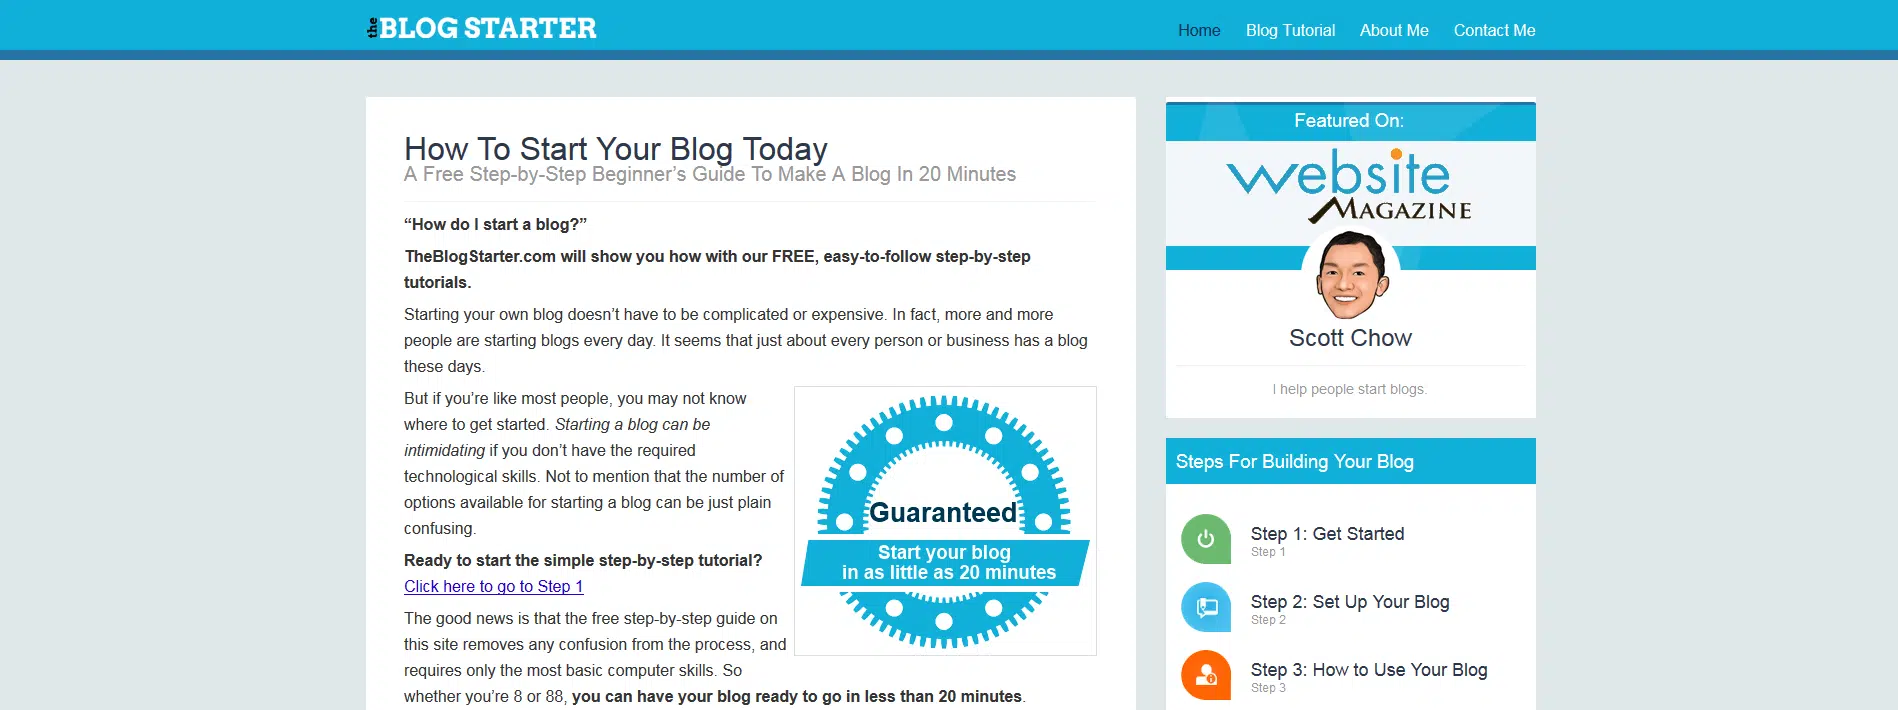 the BLOG STARTER
Home Blog Tutorial About Me Contact Me
How To Start Your Blog Today
A Free Step-by-Step Beginner’s Guide To Make A Blog In 20 Minutes
“How do I start a blog?”
TheBlogStarter.com will show you how with our FREE, easy-to-follow step-by-step
tutorials.
Starting your own blog doesn’t have to be complicated or expensive. In fact, more and more
people are starting blogs every day. It seems that just about every person or business has a blog
these days.
But if you’re like most people, you may not know
where to get started. Starting a blog can be
intimidating if you don’t have the required
technological skills. Not to mention that the number of
options available for starting a blog can be just plain
confusing.
Ready to start the simple step-by-step tutorial?
Click here to go to Step 1
The good news is that the free step-by-step guide on
this site removes any confusion from the process, and
requires only the most basic computer skills. So
whether you’re 8 or 88, you can have your blog ready to go in less than 20 minutes.
Guaranteed
Start your blog
in as little as 20 minutes
Featured On:
website
MAGAZINE
Scott Chow
I help people start blogs.
Steps For Building Your Blog
Step 1: Get Started
Step 1
Step 2: Set Up Your Blog
Step 2
Step 3: How to Use Your Blog
Step 3